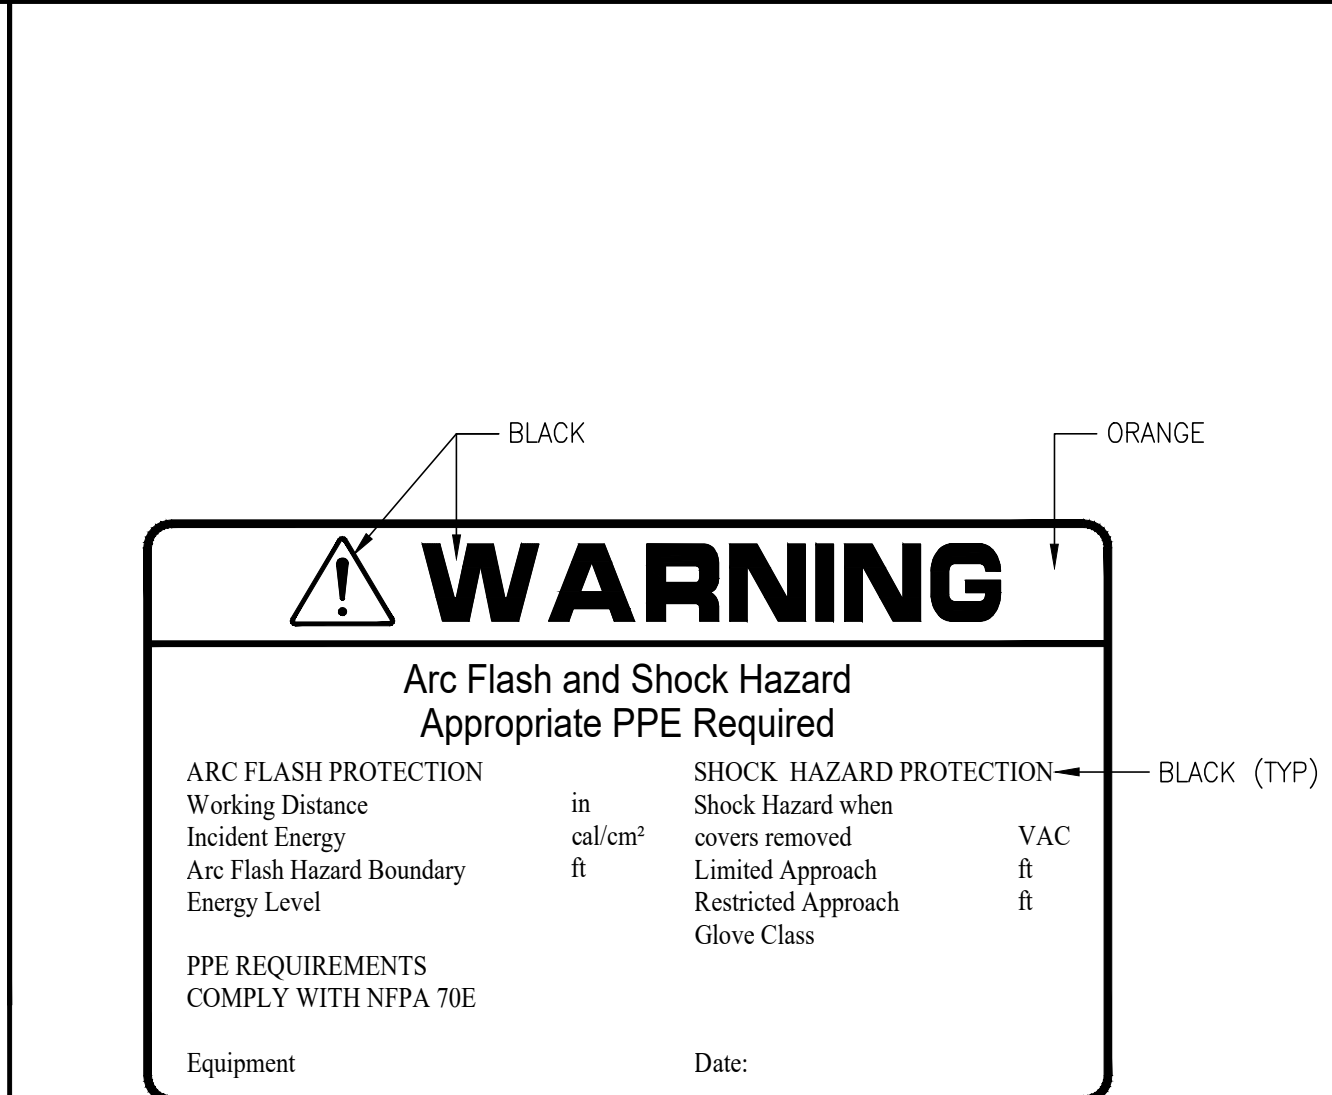 BLACK
ORANGE
WARNING
Arc Flash and Shock Hazard
Appropriate PPE Required
ARC FLASH PROTECTION
Working Distance in
Incident Energy cal/cm²
Arc Flash Hazard Boundary ft
Energy Level
SHOCK HAZARD PROTECTION
BLACK (TYP)
Shock Hazard when
covers removed VAC
Limited Approach ft
Restricted Approach ft
Glove Class
PPE REQUIREMENTS
COMPLY WITH NFPA 70E
Equipment
Date: